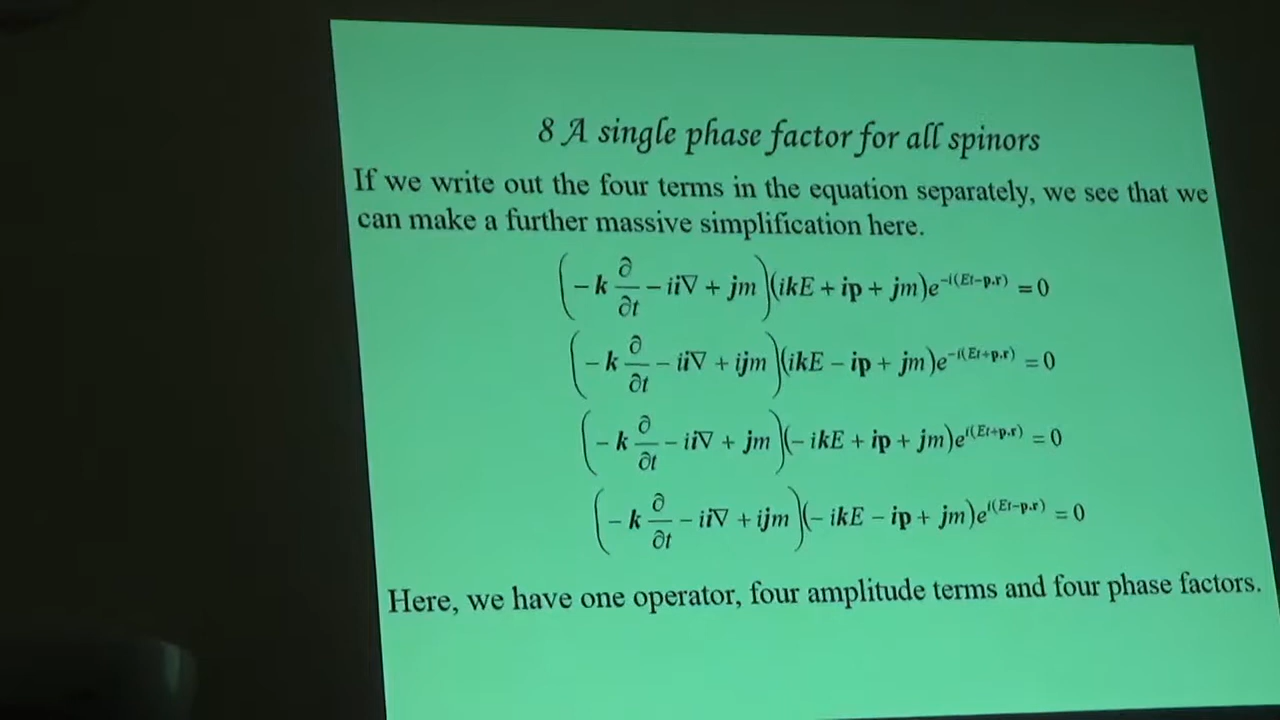 8 A single phase factor for all spinors
If we write out the four terms in the equation separately, we see that we
can make a further massive simplification here.
(−k ∂/∂t − ii∇ + jm)(ikE + ip + jm)e^{−i(Et−p.r)} = 0
(−k ∂/∂t − ii∇ + ijm)(ikE − ip + jm)e^{−i(Et+p.r)} = 0
(−k ∂/∂t − ii∇ + jm)(− ikE + ip + jm)e^{i(Et+p.r)} = 0
(−k ∂/∂t − ii∇ + ijm)(− ikE − ip + jm)e^{i(Et−p.r)} = 0
Here, we have one operator, four amplitude terms and four phase factors.